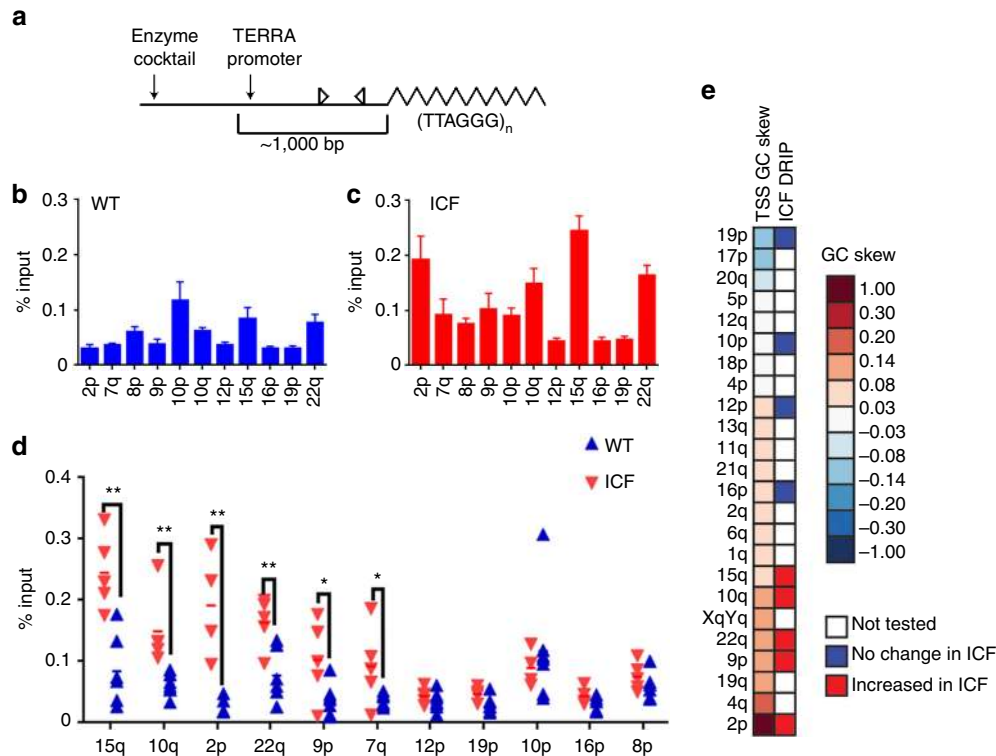 a
Enzyme cocktail
TERRA promoter
(TTAGGG)n
~1,000 bp
b
WT
% input
0.3
0.2
0.1
0
2p
7q
8p
9p
10p
10q
12p
15q
16p
19p
22q
c
ICF
% input
0.3
0.2
0.1
0
2p
7q
8p
9p
10p
10q
12p
15q
16p
19p
22q
d
WT
ICF
% input
0.4
0.3
0.2
0.1
0
**
**
**
**
*
*
15q
10q
2p
22q
9p
7q
12p
19p
10p
16p
8p
e
TSS GC skew
ICF DRIP
19p
17p
20q
5p
12q
10p
18p
4p
12p
13q
11q
21q
16p
2q
6q
1q
15q
10q
XqYq
22q
9p
19q
4q
2p
GC skew
1.00
0.30
0.20
0.14
0.08
0.03
−0.03
−0.08
−0.14
−0.20
−0.30
−1.00
Not tested
No change in ICF
Increased in ICF